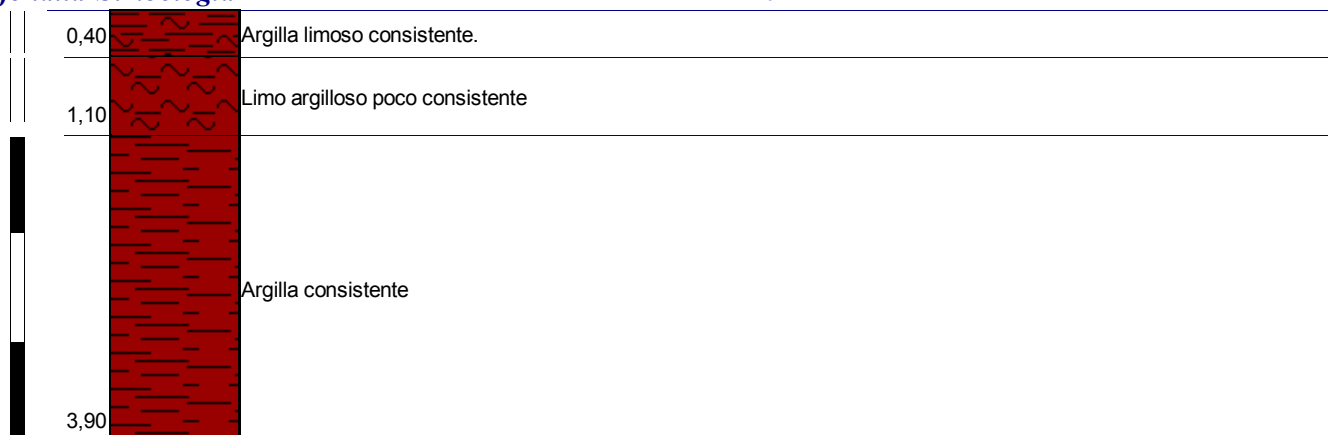 0,40 Argilla limoso consistente.
Limo argilloso poco consistente
1,10
Argilla consistente
3,90